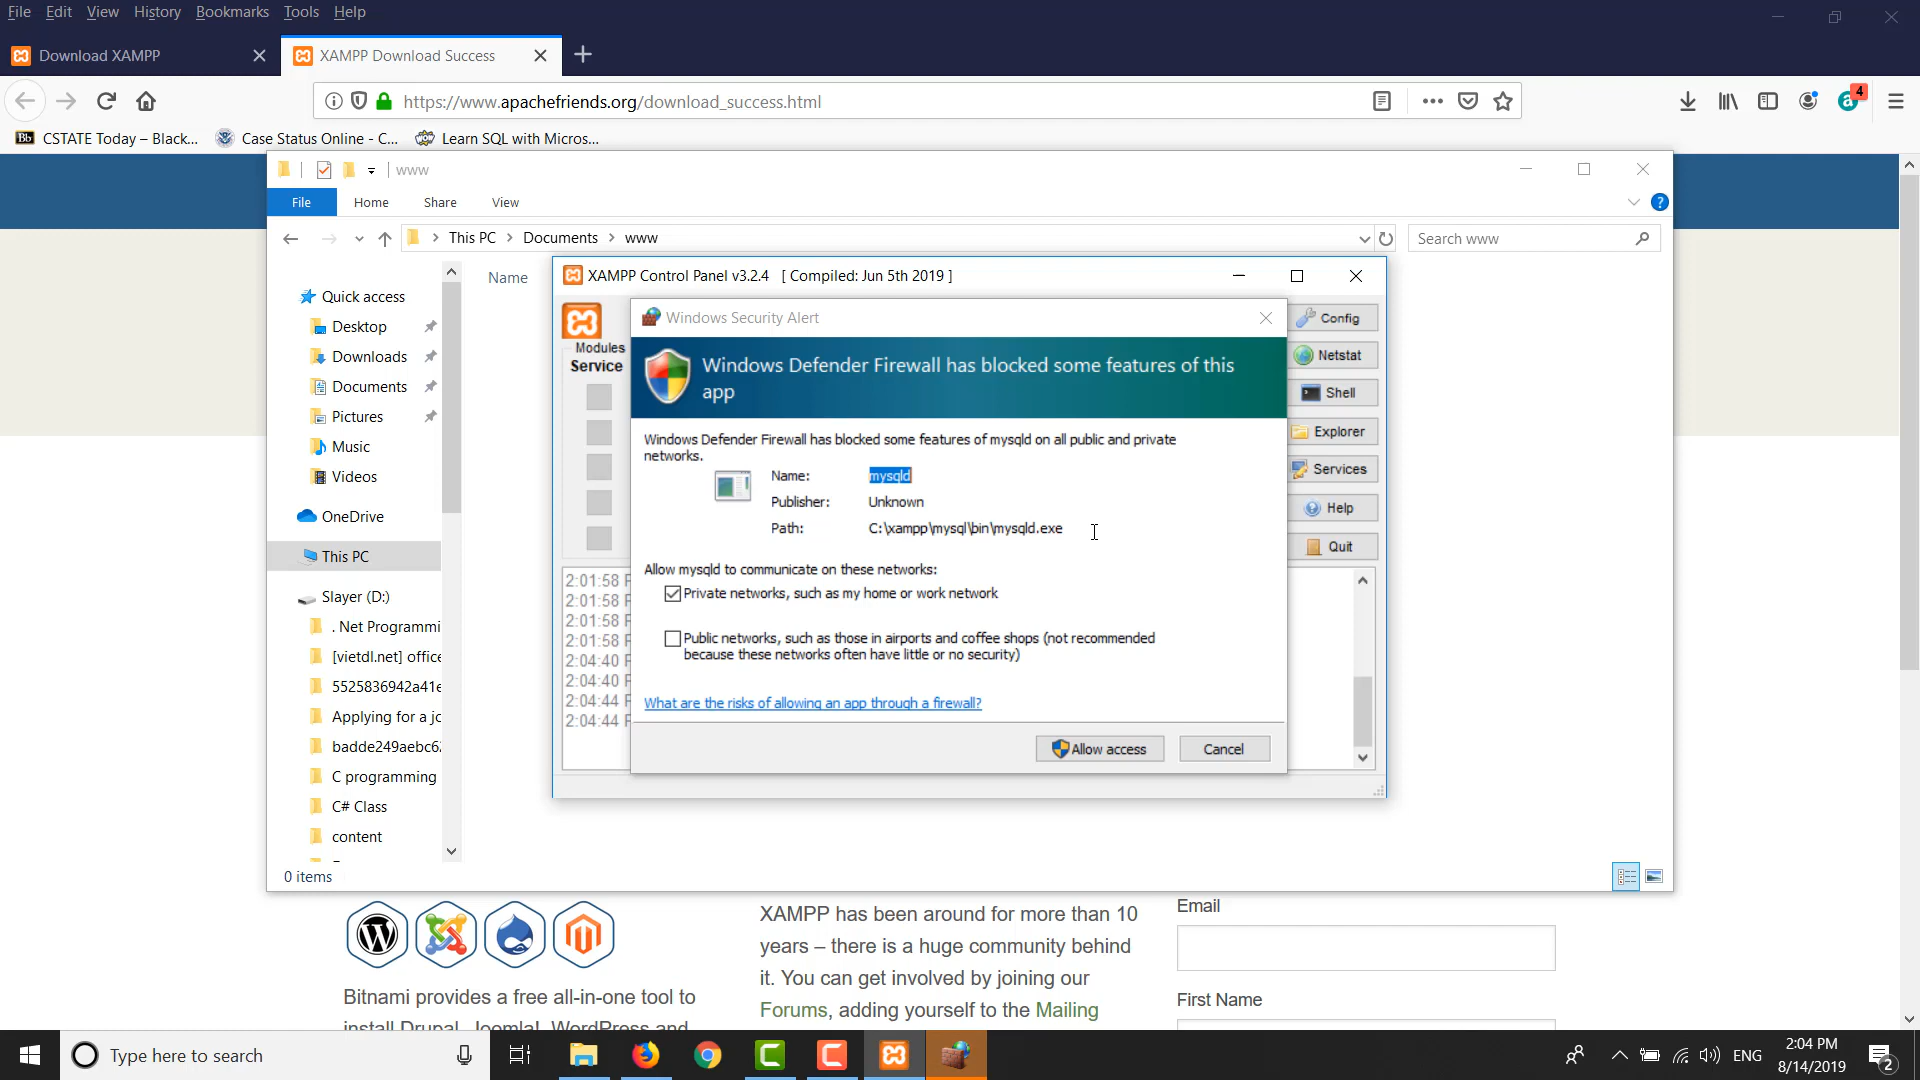 File Edit View History Bookmarks Tools Help
Download XAMPP
XAMPP Download Success
https://www.apachefriends.org/download_success.html
4
Bb CSTATE Today – Black...
Case Status Online - C...
Learn SQL with Micros...
www
File Home Share View
This PC > Documents > www
Search www
Name
Quick access
Desktop
Downloads
Documents
Pictures
Music
Videos
OneDrive
This PC
Slayer (D:)
. Net Programmi
[vietdl.net] office
5525836942a41e
Applying for a jo
badde249aebc62
C programming
C# Class
content
0 items
XAMPP Control Panel v3.2.4 [ Compiled: Jun 5th 2019 ]
Modules
Service
Config
Netstat
Shell
Explorer
Services
Help
Quit
2:01:58 P
2:01:58 P
2:01:58 P
2:01:58 P
2:04:40 P
2:04:40 P
2:04:44 P
2:04:44 P
Windows Security Alert
Windows Defender Firewall has blocked some features of this
app
Windows Defender Firewall has blocked some features of mysqld on all public and private
networks.
Name: mysqld
Publisher: Unknown
Path: C:\xampp\mysql\bin\mysqld.exe
Allow mysqld to communicate on these networks:
Private networks, such as my home or work network
Public networks, such as those in airports and coffee shops (not recommended
because these networks often have little or no security)
What are the risks of allowing an app through a firewall?
Allow access
Cancel
Bitnami provides a free all-in-one tool to
install Drupal, Joomla!, WordPress and
XAMPP has been around for more than 10
years – there is a huge community behind
it. You can get involved by joining our
Forums, adding yourself to the Mailing
Email
First Name
Type here to search
ENG
2:04 PM
8/14/2019
2